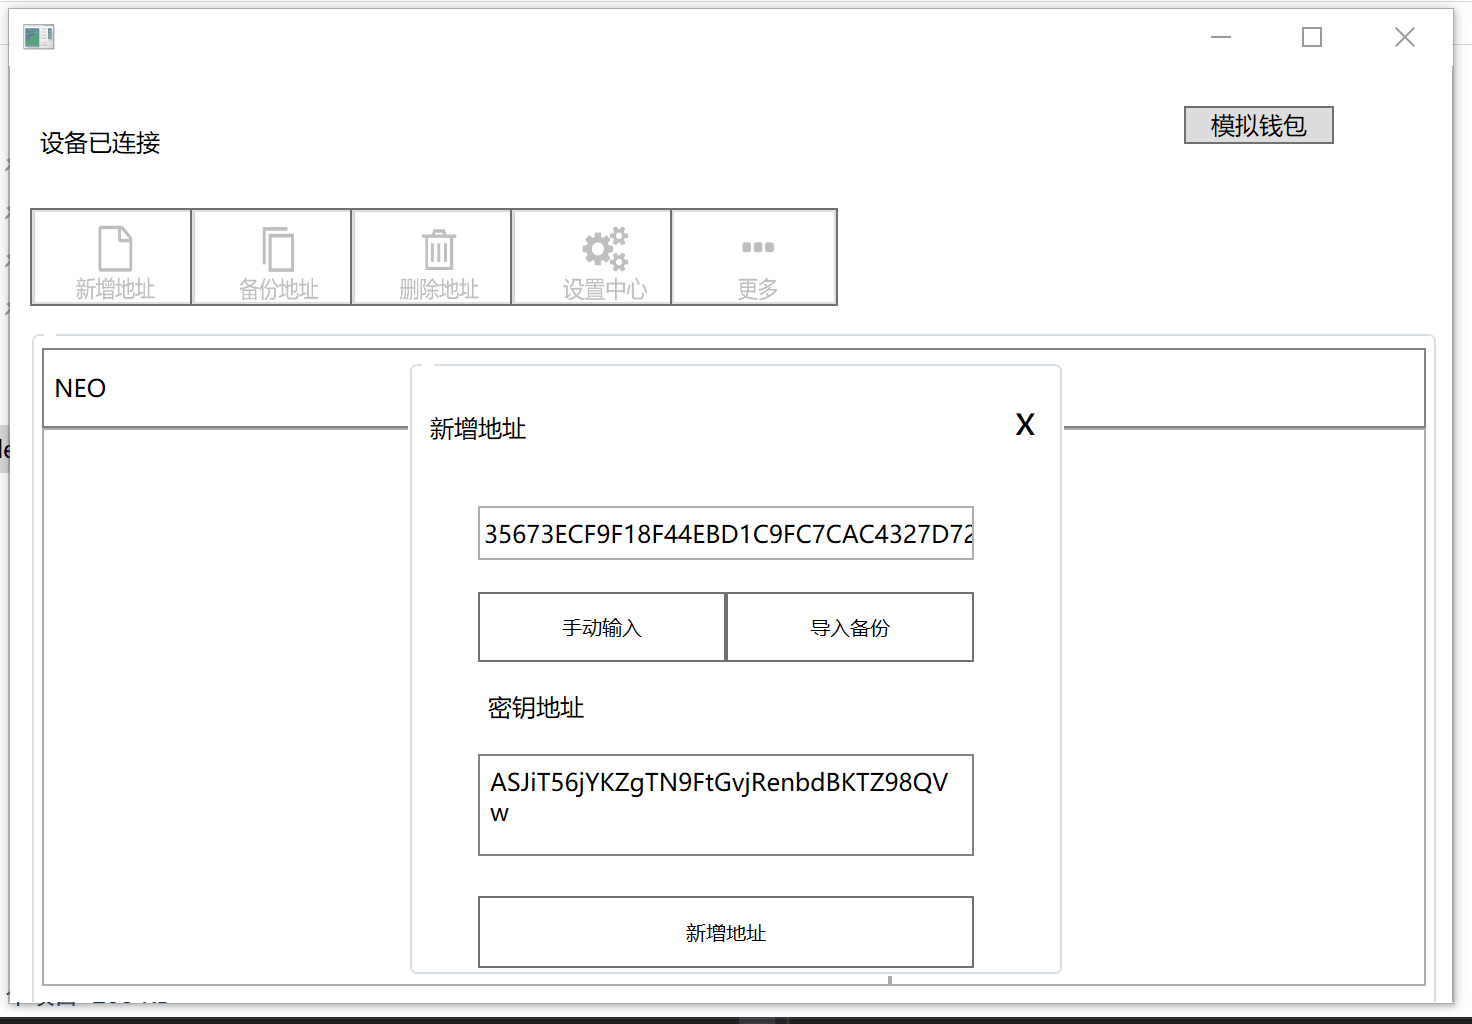 设备已连接
模拟钱包
新增地址
备份地址
删除地址
设置中心
更多
NEO
新增地址
X
35673ECF9F18F44EBD1C9FC7CAC4327D72
手动输入
导入备份
密钥地址
ASJiT56jYKZgTN9FtGvjRenbdBKTZ98QV
w
新增地址